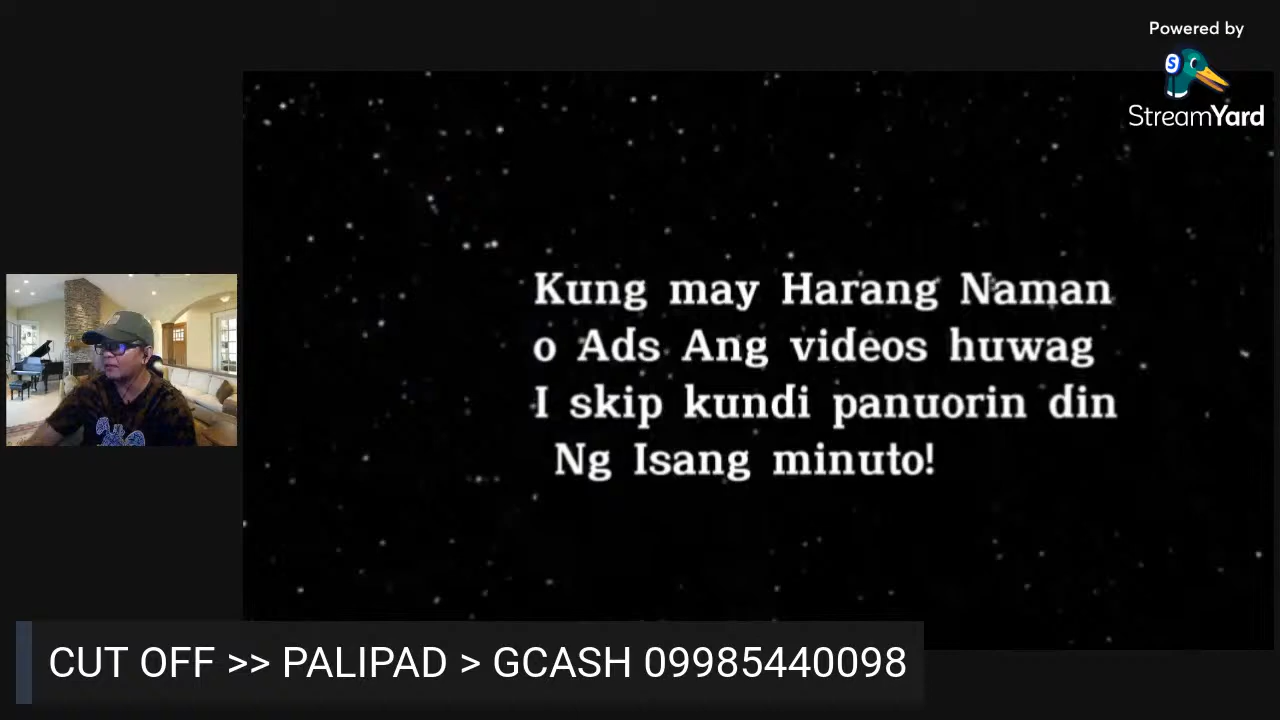 Powered by
StreamYard
Kung may Harang Naman
o Ads Ang videos huwag
I skip kundi panuorin din
Ng Isang minuto!
CUT OFF >> PALIPAD > GCASH 09985440098